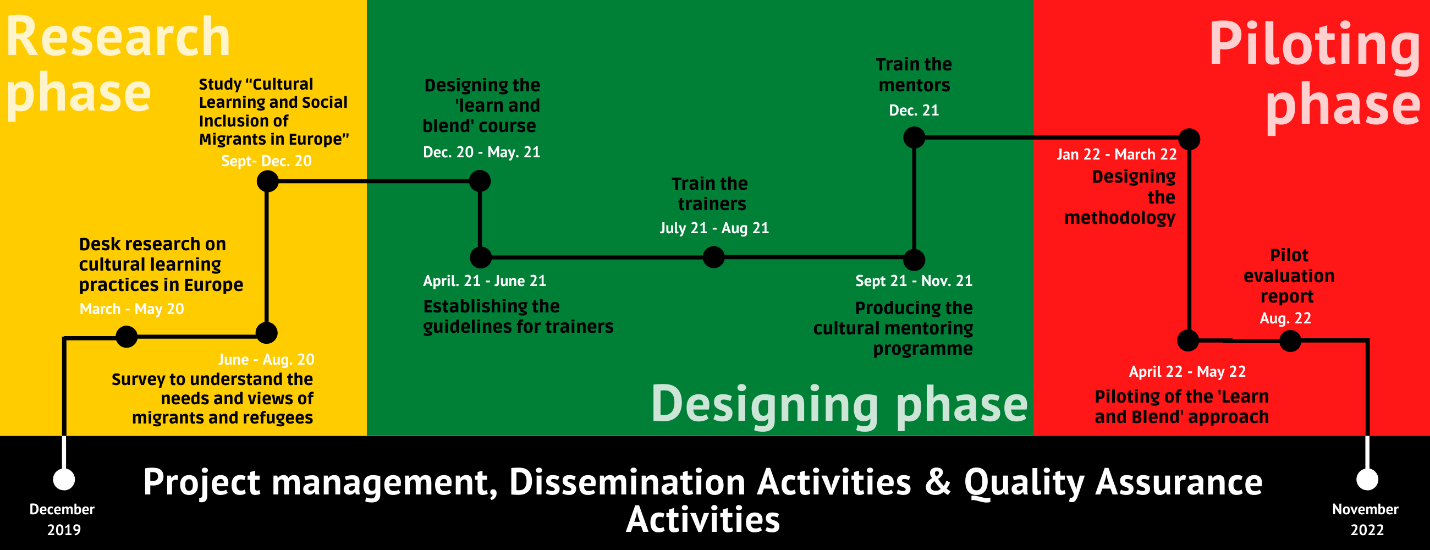 Research
phase
Study “Cultural
Learning and Social
Inclusion of
Migrants in Europe”
Sept- Dec. 20
Desk research on
cultural learning
practices in Europe
March - May 20
June - Aug. 20
Survey to understand the
needs and views of
migrants and refugees
Designing the
'learn and
blend' course
Dec. 20 - May. 21
April. 21 - June 21
Establishing the
guidelines for trainers
Train the
trainers
July 21 - Aug 21
Train the
mentors
Dec. 21
Sept 21 - Nov. 21
Producing the
cultural mentoring
programme
Designing phase
Piloting
phase
Jan 22 - March 22
Designing
the
methodology
Pilot
evaluation
report
Aug. 22
April 22 - May 22
Piloting of the 'Learn
and Blend' approach
December
2019
Project management, Dissemination Activities & Quality Assurance
Activities
November
2022